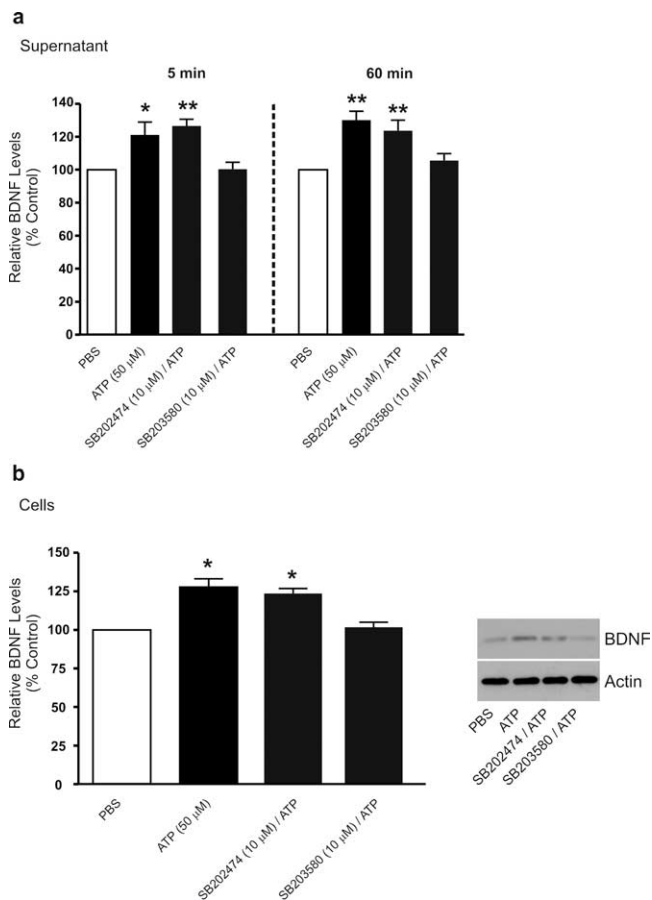 a
Supernatant
5 min
60 min
Relative BDNF Levels
(% Control)
140
120
100
80
60
40
20
0
**
*
**
**
PBS
ATP (50 μM)
SB202474 (10 μM) / ATP
SB203580 (10 μM) / ATP
PBS
ATP (50 μM)
SB202474 (10 μM) / ATP
SB203580 (10 μM) / ATP
b
Cells
Relative BDNF Levels
(% Control)
150
125
100
75
50
25
0
*
*
PBS
ATP (50 μM)
SB202474 (10 μM) / ATP
SB203580 (10 μM) / ATP
BDNF
Actin
PBS
ATP
SB202474 / ATP
SB203580 / ATP